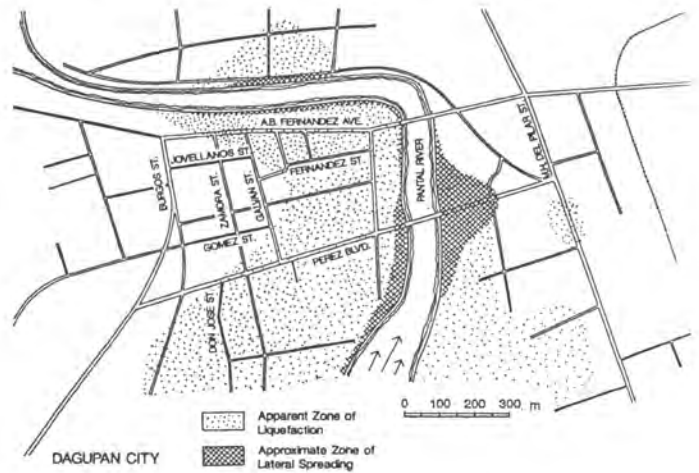 A.B. FERNANDEZ AVE.
JOVELLANOS ST.
FERNANDEZ ST.
BURGOS ST.
ZAMORA ST.
GALVAN ST.
PANTAL RIVER
M.H. DEL PILAR ST.
GOMEZ ST.
PEREZ BLVD.
DON JOSE ST.
0 100 200 300 m
Apparent Zone of
Liquefaction
Approximate Zone of
Lateral Spreading
DAGUPAN CITY